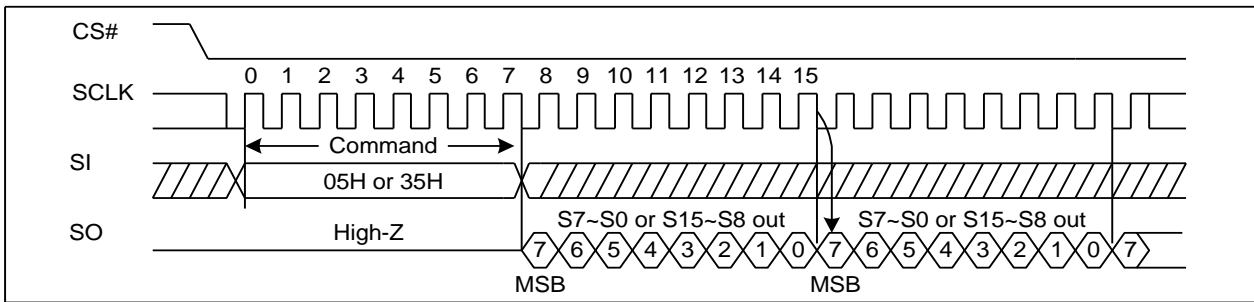 CS#
0 1 2 3 4 5 6 7 8 9 10 11 12 13 14 15
SCLK
Command
SI
05H or 35H
S7~S0 or S15~S8 out S7~S0 or S15~S8 out
SO High-Z
7 6 5 4 3 2 1 0 7 6 5 4 3 2 1 0 7
MSB MSB